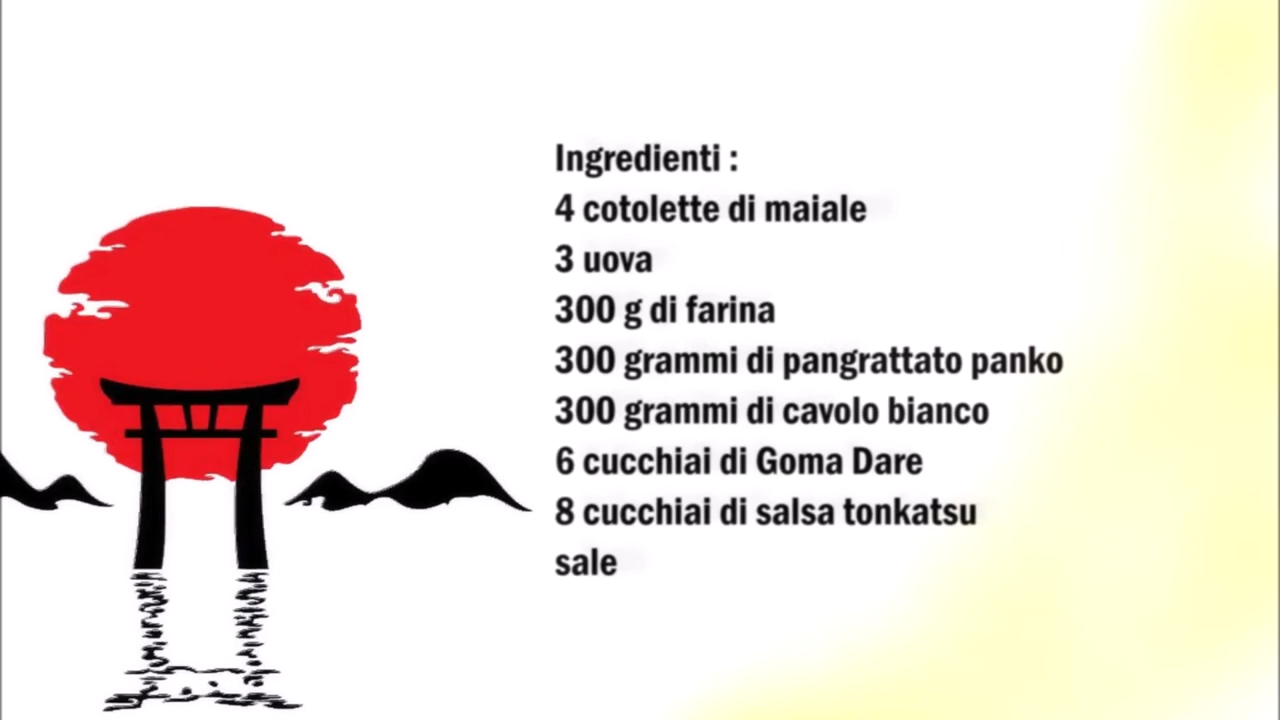 Ingredienti :
4 cotolette di maiale
3 uova
300 g di farina
300 grammi di pangrattato panko
300 grammi di cavolo bianco
6 cucchiai di Goma Dare
8 cucchiai di salsa tonkatsu
sale